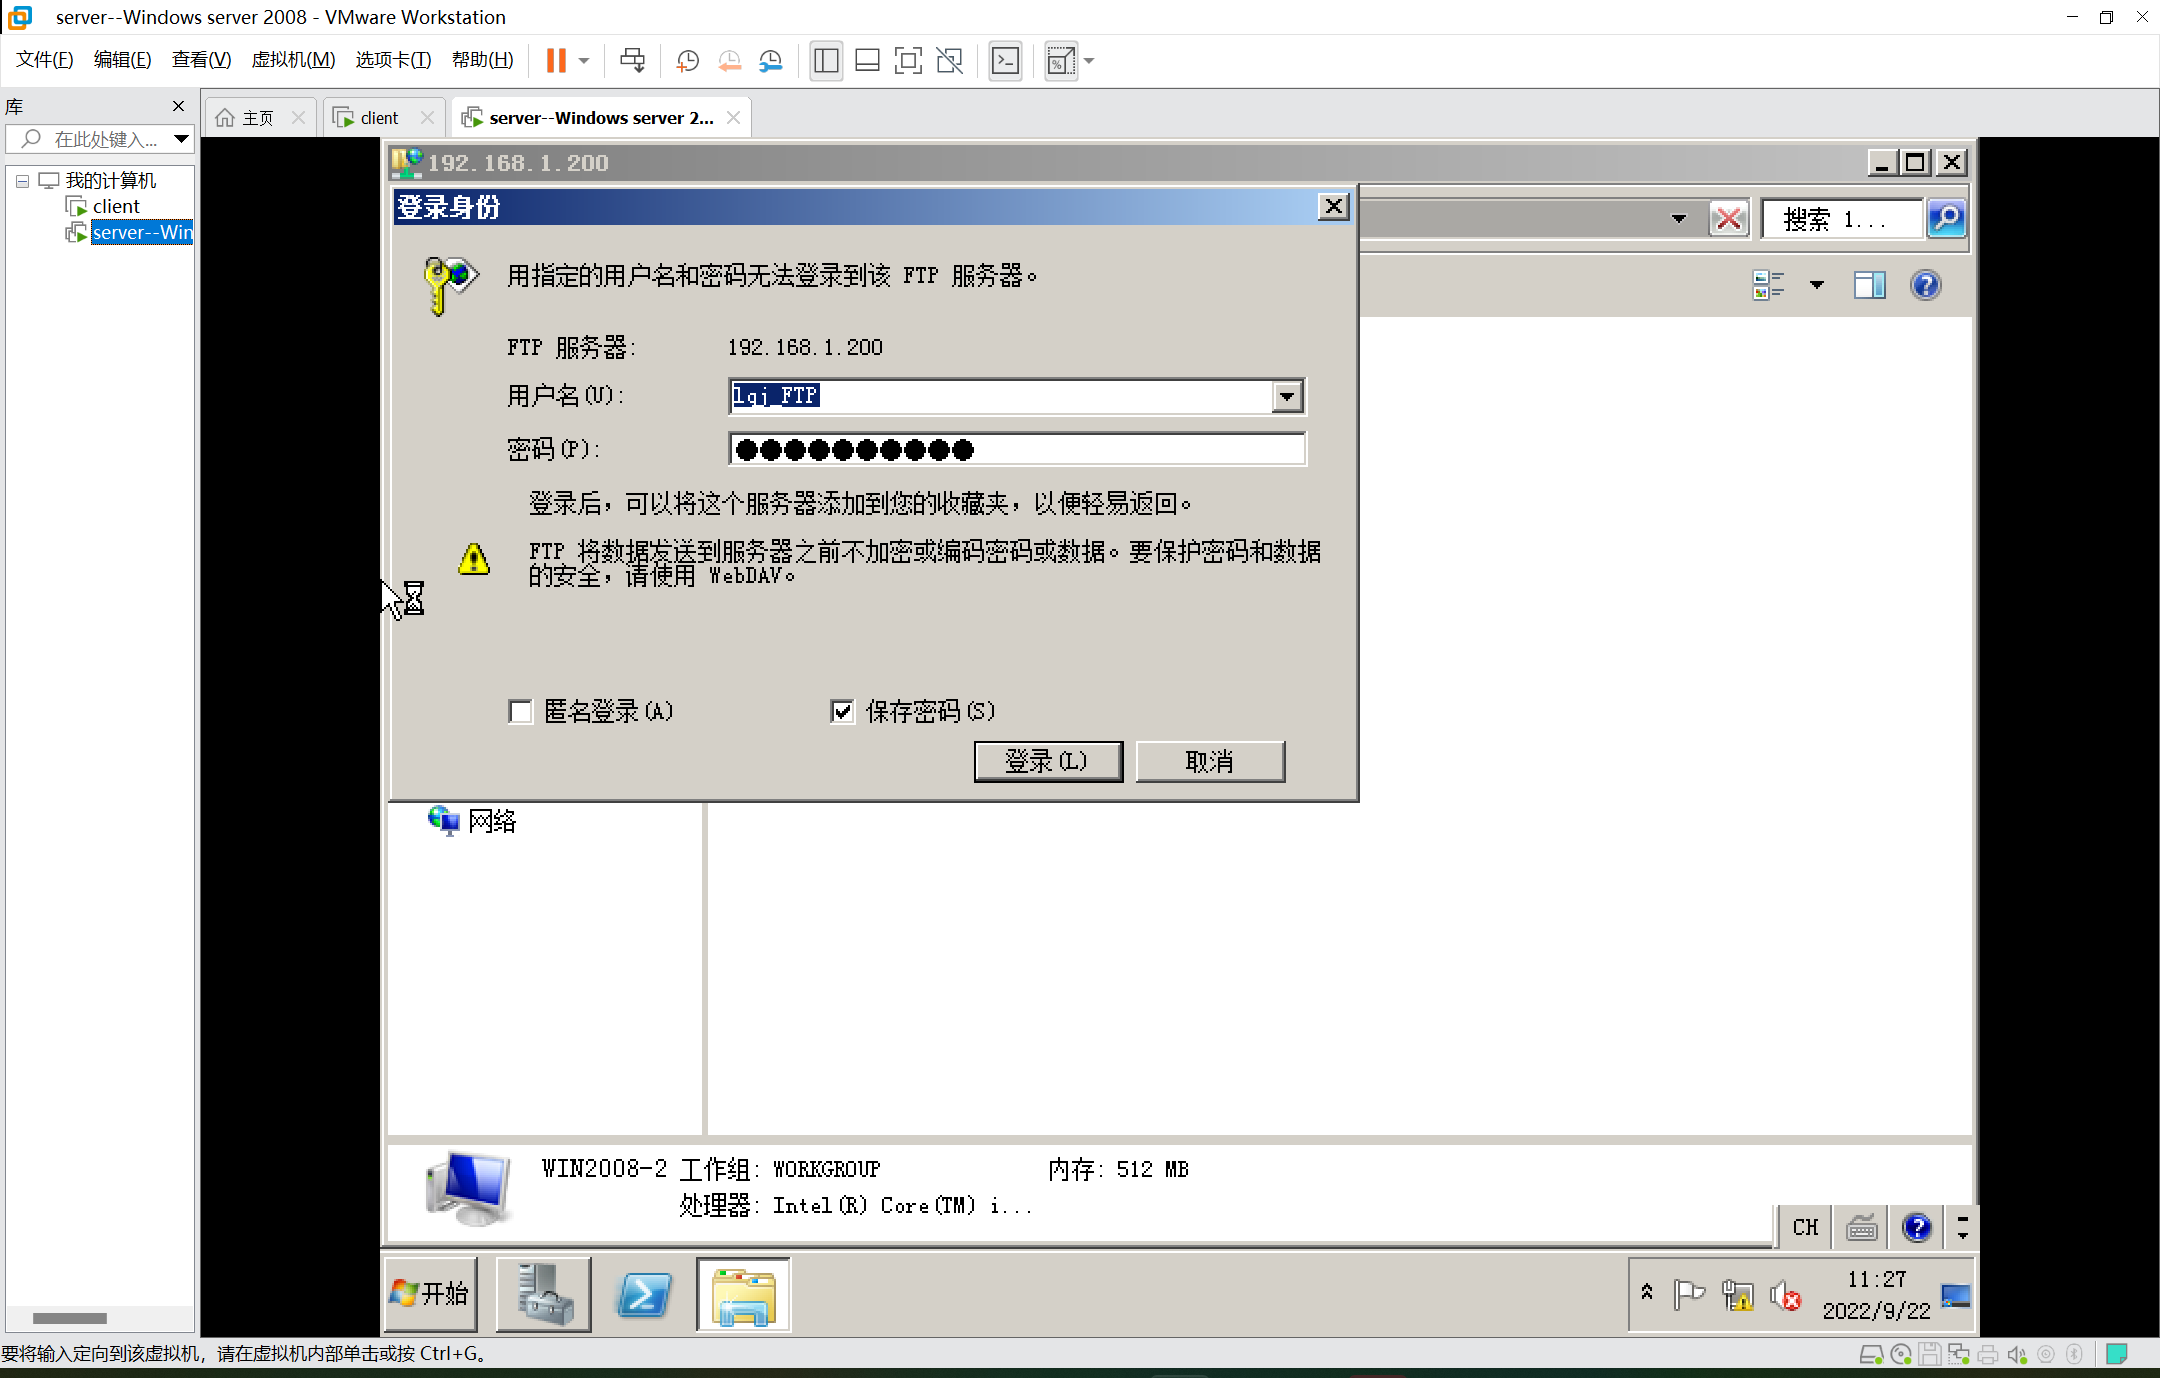 server--Windows server 2008 - VMware Workstation
文件(F) 编辑(E) 查看(V) 虚拟机(M) 选项卡(T) 帮助(H)
库
主页 client server--Windows server 2...
在此处键入...
我的计算机
client
server--Win
192.168.1.200
登录身份
搜索 1...
用指定的用户名和密码无法登录到该 FTP 服务器。
FTP 服务器: 192.168.1.200
用户名(U): lgj_FTP
密码(P): ●●●●●●●●●●
登录后，可以将这个服务器添加到您的收藏夹，以便轻易返回。
FTP 将数据发送到服务器之前不加密或编码密码或数据。要保护密码和数据
的安全，请使用 WebDAV。
匿名登录(A) 保存密码(S)
登录(L) 取消
网络
WIN2008-2 工作组: WORKGROUP 内存: 512 MB
处理器: Intel(R) Core(TM) i...
CH
开始
11:27
2022/9/22
要将输入定向到该虚拟机，请在虚拟机内部单击或按 Ctrl+G。